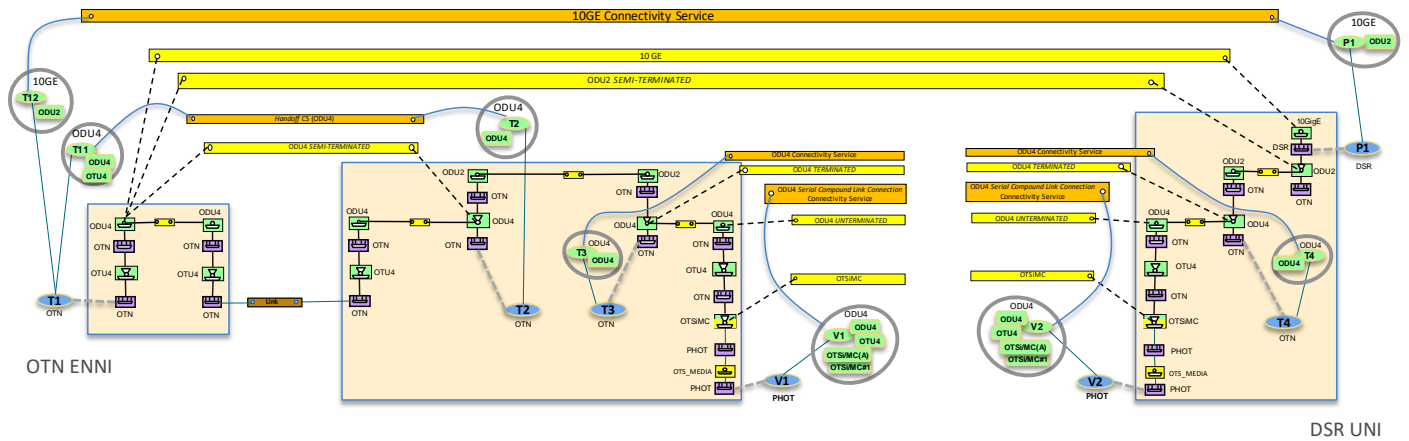 10GE Connectivity Service
10GE
P1 ODU2
10 GE
ODU2 SEMI-TERMINATED
10GE
T12
ODU2
ODU4
T11
ODU4
OTU4
Handoff CS (ODU4)
ODU4
T2
ODU4
ODU4 SEMI-TERMINATED
ODU4 Connectivity Service
ODU4 TERMINATED
ODU4 Serial Compound Link Connection
Connectivity Service
ODU4 UNTERMINATED
OTSiMC
ODU4 Connectivity Service
ODU4 TERMINATED
ODU4 Serial Compound Link Connection
Connectivity Service
ODU4 UNTERMINATED
OTSiMC
10GigE
DSR
P1
DSR
ODU2
ODU2
OTN
OTN
ODU4
ODU4
OTN
OTN
ODU4
T4
ODU4
OTU4
OTN
OTSiMC
PHOT
OTS_MEDIA
PHOT
T4
OTN
ODU2
ODU2
OTN
OTN
ODU4
ODU4
ODU4
ODU4
OTN
OTN
OTN
OTN
ODU4
T3
ODU4
OTU4
OTU4
OTN
OTN
T2
OTN
T3
OTN
OTSiMC
PHOT
OTS_MEDIA
PHOT
ODU4
ODU4
OTN
OTN
OTU4
OTU4
OTN
OTN
T1
OTN
Link
ODU4
V1
ODU4
OTU4
OTSi/MC(A)
OTSi/MC#1
V1
PHOT
ODU4
ODU4
V2
OTU4
OTSi/MC(A)
OTSi/MC#1
V2
PHOT
OTN ENNI
DSR UNI